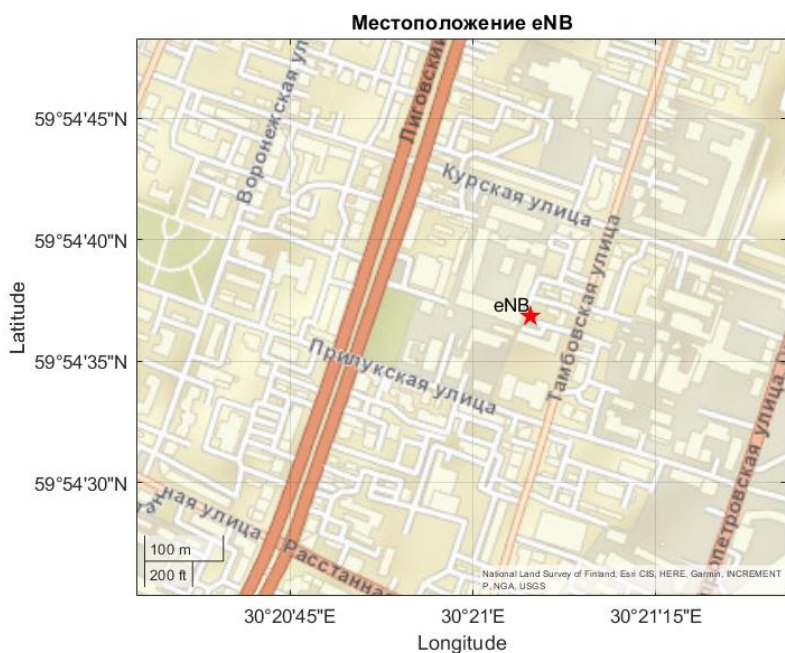 Местоположение eNB
59°54'45"N
59°54'40"N
59°54'35"N
59°54'30"N
Latitude
Воронежская ул
Лиговский
Курская улица
eNB
Тамбовская улица
Прилукская улица
ная улица
Расстанная
опетровская улица
100 m
200 ft
National Land Survey of Finland, Esri CIS, HERE, Garmin, INCREMENT
P, NGA, USGS
30°20'45"E
30°21'E
30°21'15"E
Longitude